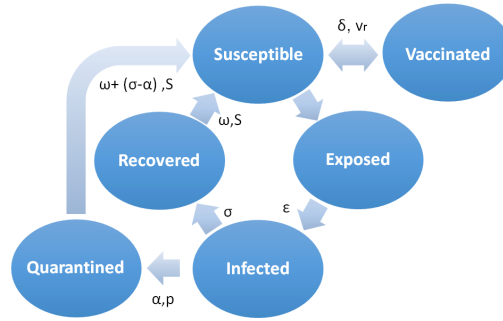 δ, vr
Susceptible
Vaccinated
ω+ (σ-α) ,S
ω,S
Recovered
Exposed
σ
ε
Quarantined
Infected
α,p